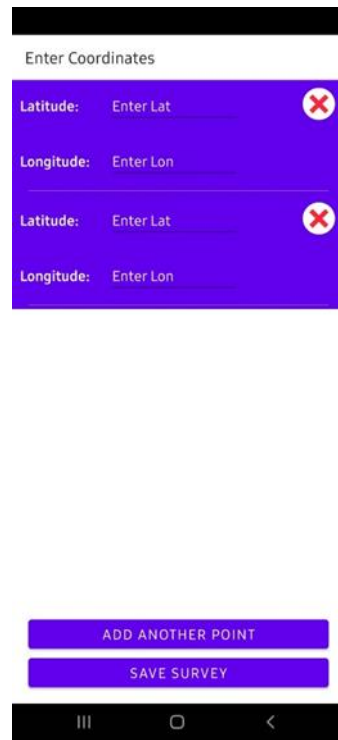 Enter Coordinates
Latitude: Enter Lat
Longitude: Enter Lon
Latitude: Enter Lat
Longitude: Enter Lon
ADD ANOTHER POINT
SAVE SURVEY